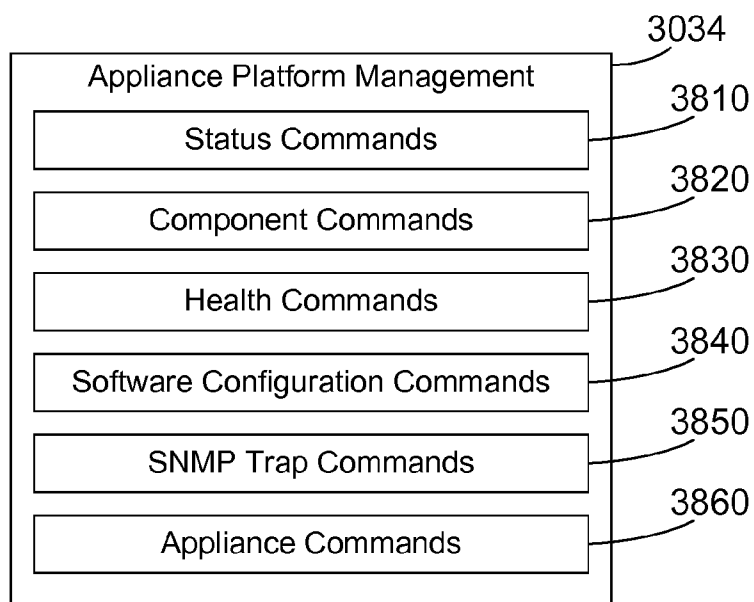 3034
Appliance Platform Management
3810
Status Commands
3820
Component Commands
3830
Health Commands
3840
Software Configuration Commands
3850
SNMP Trap Commands
3860
Appliance Commands